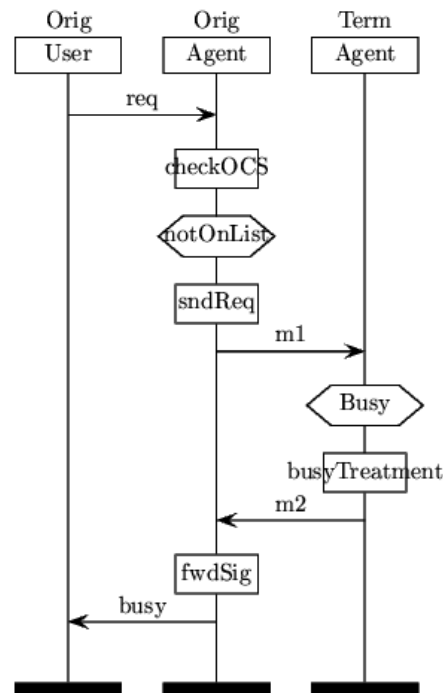 Orig Orig Term
User Agent Agent
req
checkOCS
notOnList
sndReq
m1
Busy
busyTreatment
m2
fwdSig
busy